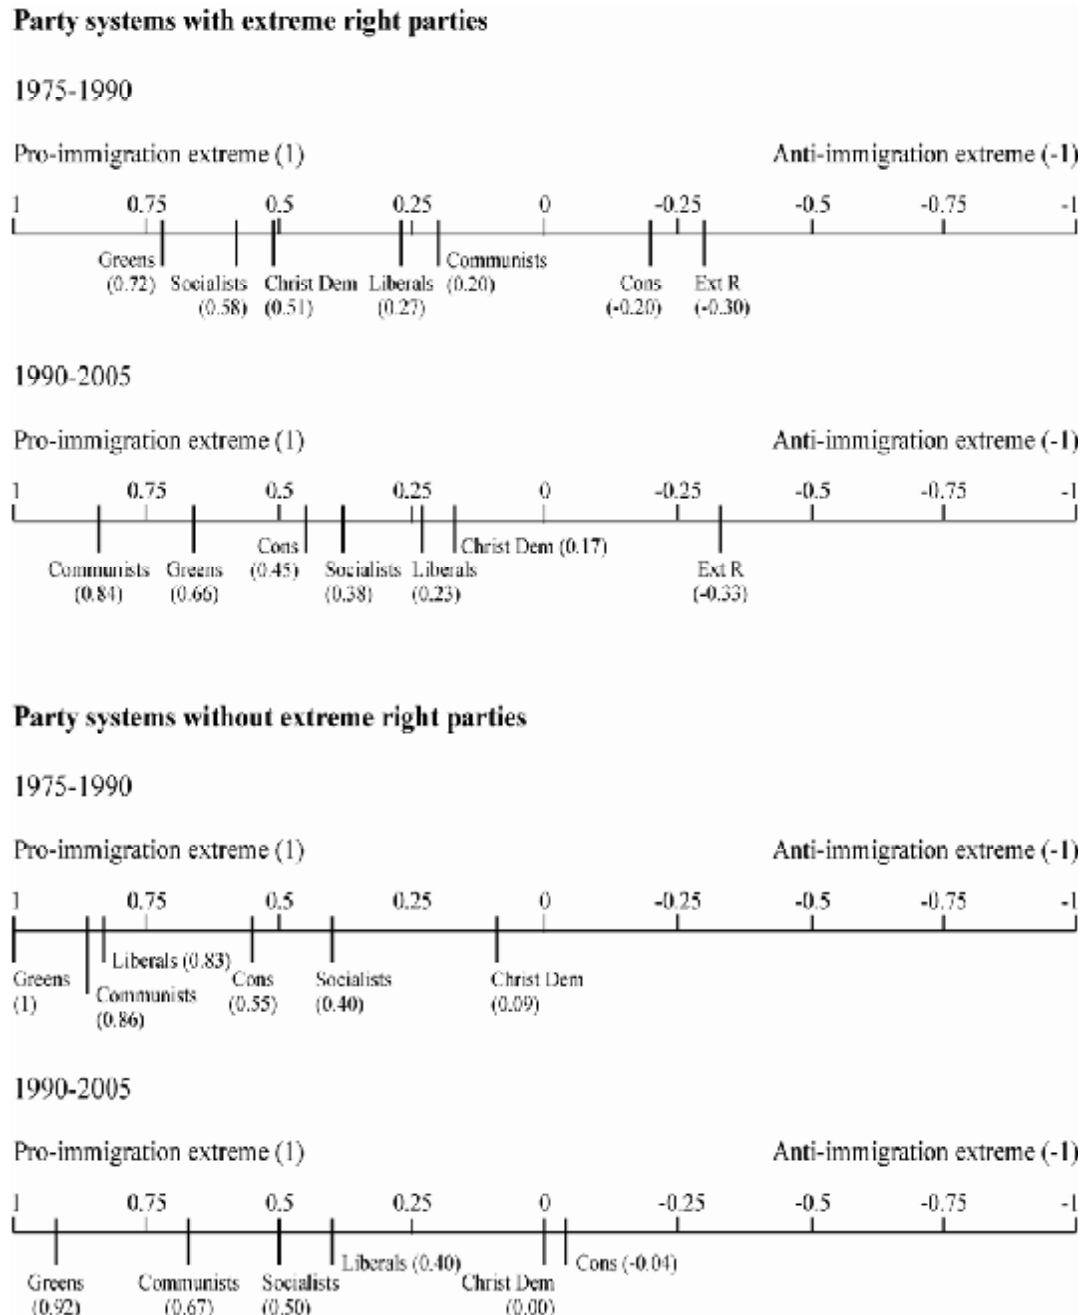 Party systems with extreme right parties
1975-1990
Pro-immigration extreme (1) Anti-immigration extreme (-1)
1 0.75 0.5 0.25 0 -0.25 -0.5 -0.75 -1
Greens
(0.72)
Socialists
(0.58)
Christ Dem
(0.51)
Liberals
(0.27)
Communists
(0.20)
Cons
(-0.20)
Ext R
(-0.30)
1990-2005
Pro-immigration extreme (1) Anti-immigration extreme (-1)
1 0.75 0.5 0.25 0 -0.25 -0.5 -0.75 -1
Communists
(0.84)
Greens
(0.66)
Cons
(0.45)
Socialists
(0.38)
Liberals
(0.23)
Christ Dem (0.17)
Ext R
(-0.33)
Party systems without extreme right parties
1975-1990
Pro-immigration extreme (1) Anti-immigration extreme (-1)
1 0.75 0.5 0.25 0 -0.25 -0.5 -0.75 -1
Greens
(1)
Communists
(0.86)
Liberals (0.83)
Cons
(0.55)
Socialists
(0.40)
Christ Dem
(0.09)
1990-2005
Pro-immigration extreme (1) Anti-immigration extreme (-1)
1 0.75 0.5 0.25 0 -0.25 -0.5 -0.75 -1
Greens
(0.92)
Communists
(0.67)
Socialists
(0.50)
Liberals (0.40)
Christ Dem
(0.00)
Cons (-0.04)